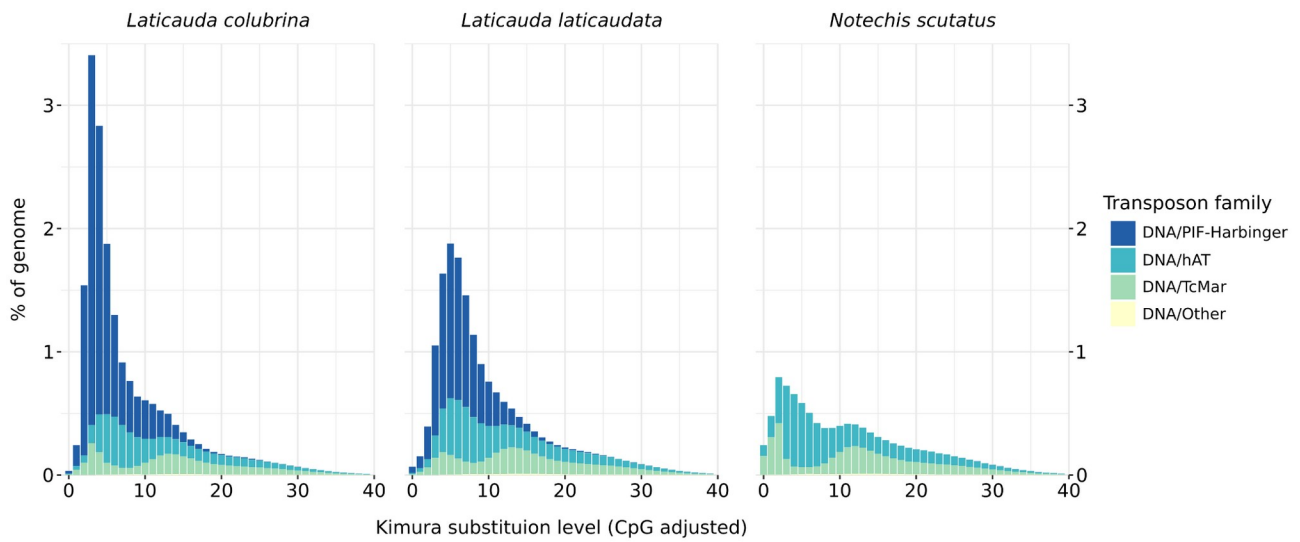 Laticauda colubrina
Laticauda laticaudata
Notechis scutatus
% of genome
3
2
1
0
3
2
1
0
0 10 20 30 40
0 10 20 30 40
0 10 20 30 40
Kimura substituion level (CpG adjusted)
Transposon family
DNA/PIF-Harbinger
DNA/hAT
DNA/TcMar
DNA/Other